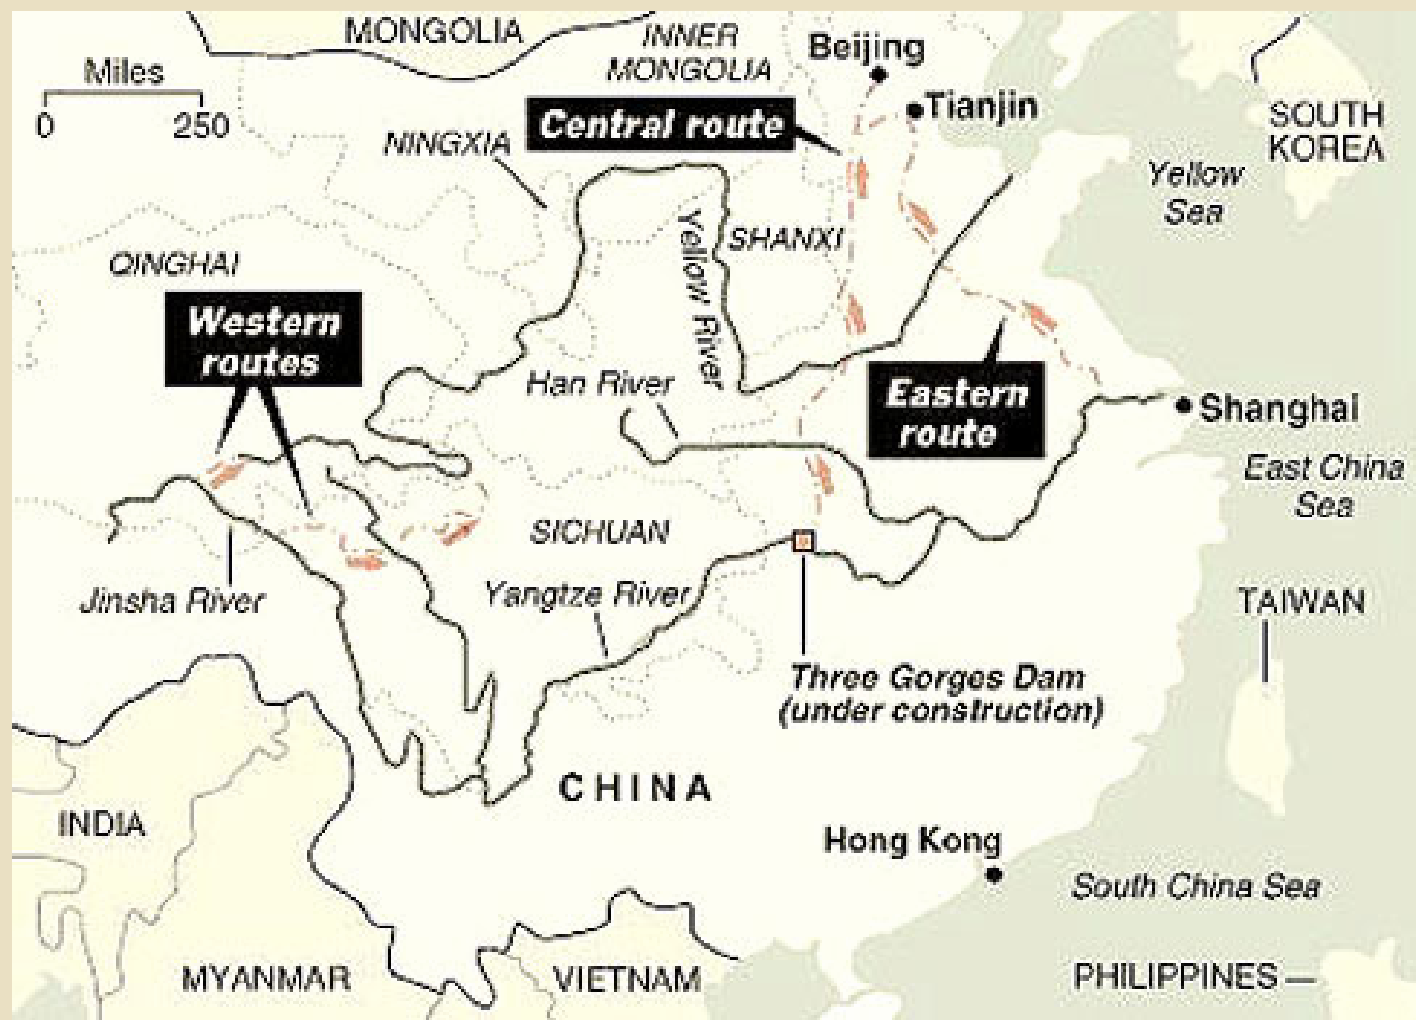 MONGOLIA
INNER
MONGOLIA
Beijing
Miles
0 250
Tianjin
Central route
NINGXIA
SOUTH
KOREA
Yellow
Sea
QINGHAI
Yellow River
SHANXI
Western
routes
Han River
Eastern
route
Shanghai
East China
Sea
SICHUAN
Jinsha River
Yangtze River
TAIWAN
Three Gorges Dam
(under construction)
CHINA
INDIA
Hong Kong
South China Sea
MYANMAR
VIETNAM
PHILIPPINES